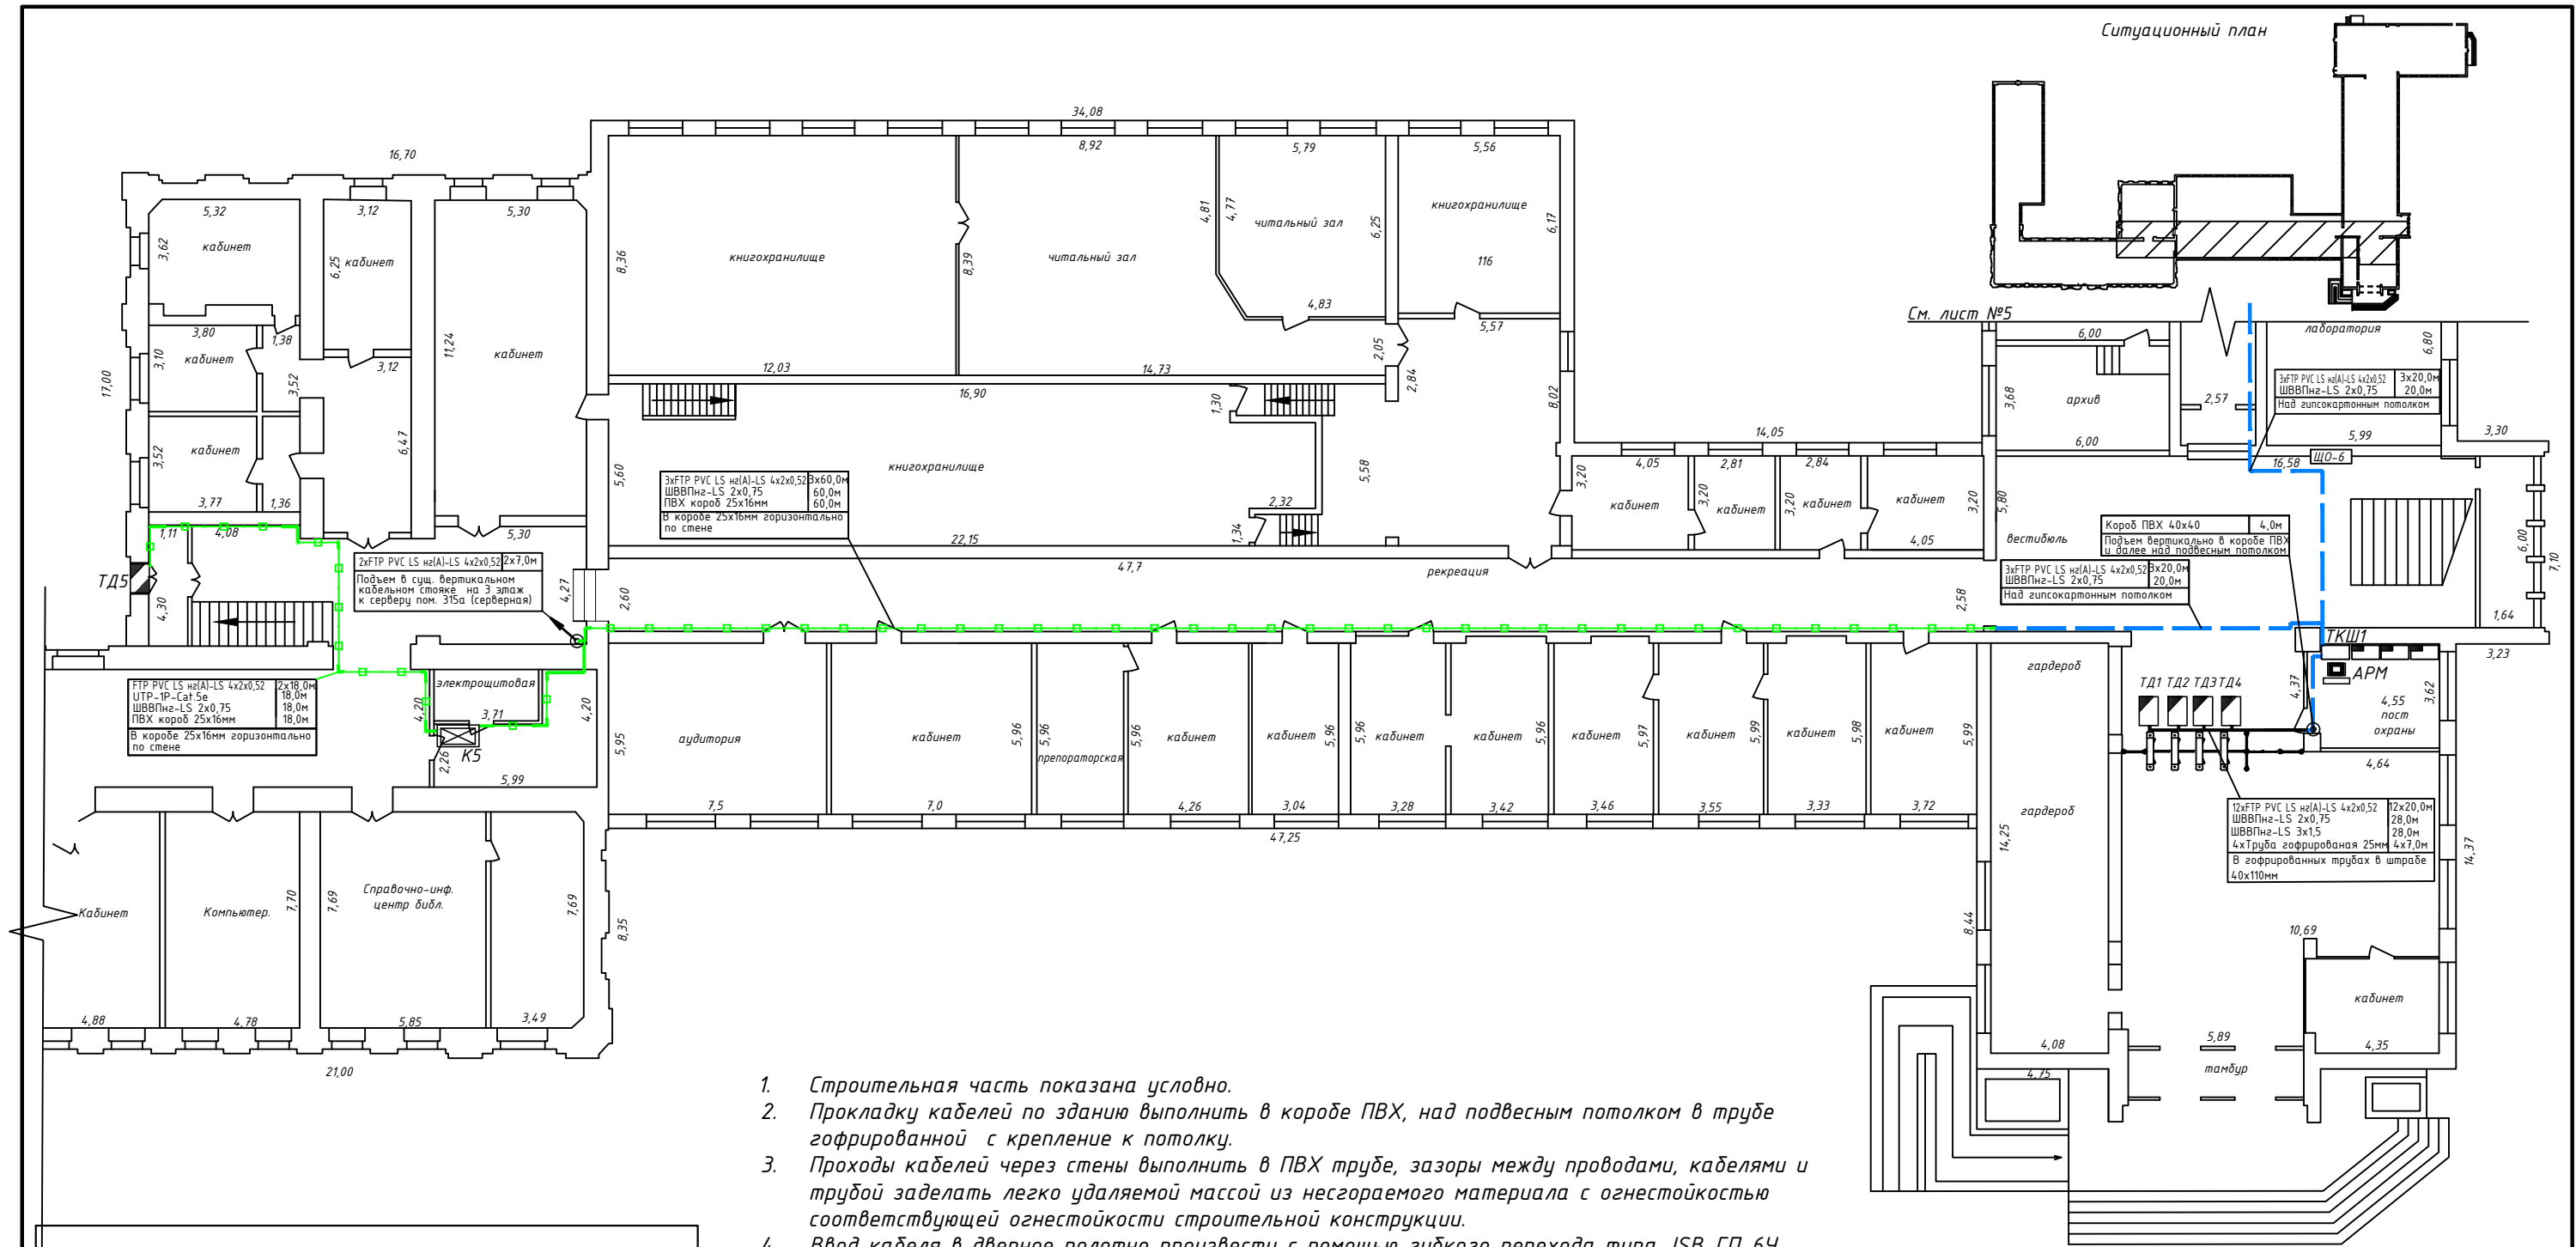 Ситуационный план
34,08
16,70
8,92
5,79
5,56
5,32
3,12
5,30
3,62
кабинет
6,25
кабинет
8,36
книгохранилище
8,39
читальный зал
4,81
4,77
читальный зал
6,25
книгохранилище
6,17
116
4,83
5,57
См. лист №5
лаборатория
6,00
6,80
3,80
1,38
3,10
кабинет
3,12
11,24
кабинет
17,00
3,52
12,03
14,73
2,05
2,84
16,90
1,30
8,02
3,68
архив
2,57
3xFTP PVC LS нг(A)-LS 4x2x0,52 3x20,0м
ШВВПнг-LS 2x0,75 20,0м
Над гипсокартонным потолком
6,00
5,99
3,30
14,05
6,47
3,52
кабинет
3,77
1,36
5,60
книгохранилище
5,58
3,20
4,05
2,81
2,84
16,58
ЩО-6
3xFTP PVC LS нг(A)-LS 4x2x0,52 3x60,0м
ШВВПнг-LS 2x0,75 60,0м
ПВХ короб 25x16мм 60,0м
В коробе 25x16мм горизонтально
по стене
2,32
1,34
кабинет
3,20
кабинет
3,20
кабинет
кабинет
3,20
5,80
4,05
1,11
4,08
5,30
22,15
вестибюль
Короб ПВХ 40x40 4,0м
Подъем вертикально в коробе ПВХ
и далее над подвесным потолком
6,00
7,10
ТД5
4,30
2xFTP PVC LS нг(A)-LS 4x2x0,52 2x7,0м
Подъем в сущ. вертикальном
кабельном стояке на 3 этаж
к серверу пом. 315а (серверная)
4,27
2,60
47,7
рекреация
2,58
3xFTP PVC LS нг(A)-LS 4x2x0,52 3x20,0м
ШВВПнг-LS 2x0,75 20,0м
Над гипсокартонным потолком
1,64
ТКШ1
3,23
FTP PVC LS нг(A)-LS 4x2x0,52 2x18,0м
UTP-1P-Cat.5e 18,0м
ШВВПнг-LS 2x0,75 18,0м
ПВХ короб 25x16мм 18,0м
В коробе 25x16мм горизонтально
по стене
электрощитовая
4,20
3,71
4,20
К5
2,26
5,99
гардероб
ТД1 ТД2 ТД3 ТД4
4,37
АРМ
4,55
пост
охраны
3,62
4,64
5,95
аудитория
кабинет
5,96
5,96
препораторская
5,96
кабинет
кабинет
5,96
5,96
кабинет
кабинет
5,96
кабинет
5,97
кабинет
5,99
кабинет
5,98
кабинет
5,99
7,5
7,0
4,26
3,04
3,28
3,42
3,46
3,55
3,33
3,72
47,25
гардероб
14,25
12xFTP PVC LS нг(A)-LS 4x2x0,52 12x20,0м
ШВВПнг-LS 2x0,75 28,0м
ШВВПнг-LS 3x1,5 28,0м
4xТруба гофрированая 25мм 4x7,0м
В гофрированных трубах в штрабе
40x110мм
14,37
Кабинет
Компьютер.
7,70
7,69
Справочно-инф.
центр библ.
7,69
8,35
8,44
10,69
кабинет
4,88
4,78
5,85
3,49
21,00
4,08
5,89
4,35
4,75
тамбур
1. Строительная часть показана условно.
2. Прокладку кабелей по зданию выполнить в коробе ПВХ, над подвесным потолком в трубе
гофрированной с крепление к потолку.
3. Проходы кабелей через стены выполнить в ПВХ трубе, зазоры между проводами, кабелями и
трубой заделать легко удаляемой массой из несгораемого материала с огнестойкостью
соответствующей огнестойкости строительной конструкции.
4. Ввод кабеля в дверное полотно произвести с помощью гибкого перехода типа JSB ГП 6Ч